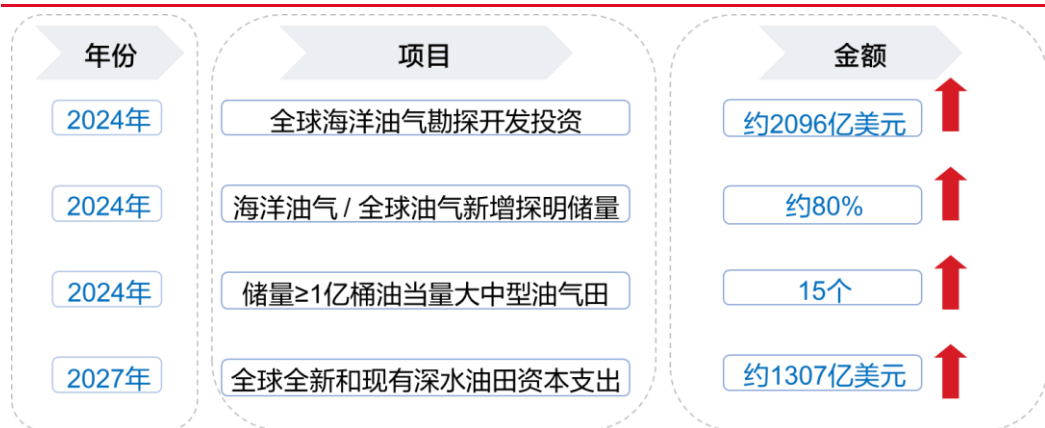 年份 项目 金额
2024年 全球海洋油气勘探开发投资 约2096亿美元
2024年 海洋油气 / 全球油气新增探明储量 约80%
2024年 储量≥1亿桶油当量大中型油气田 15个
2027年 全球全新和现有深水油田资本支出 约1307亿美元